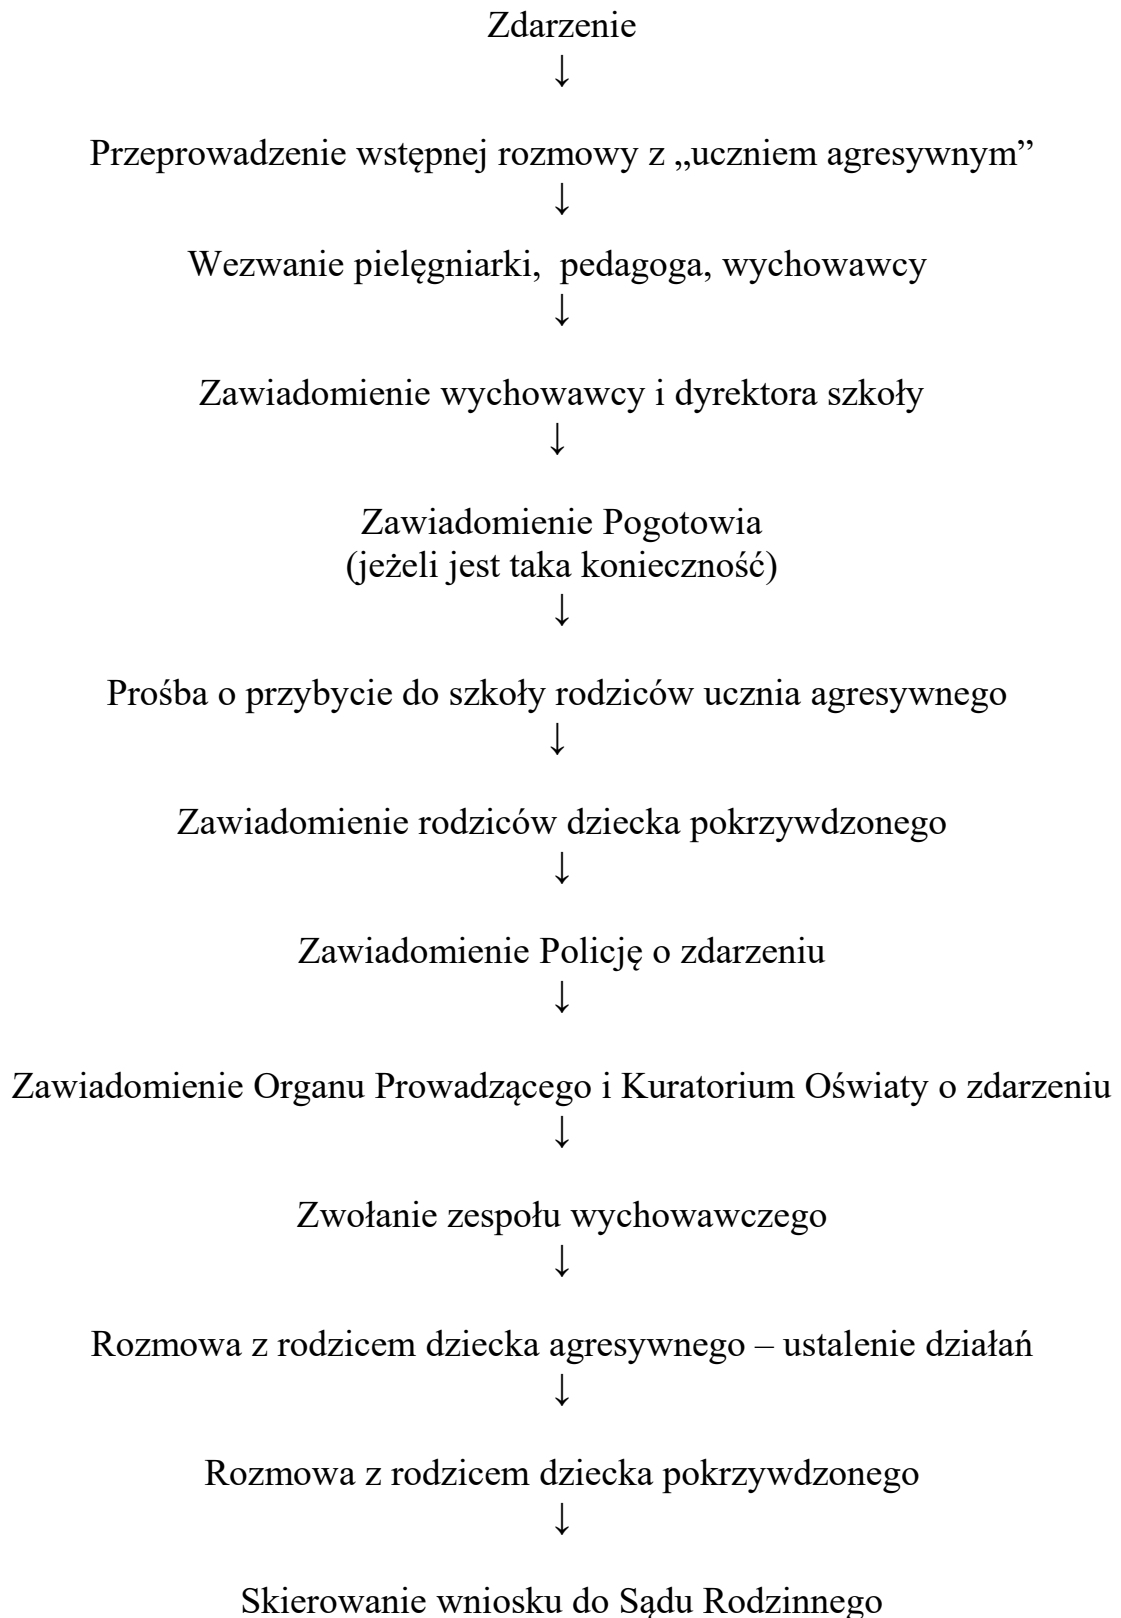 Zdarzenie
↓
Przeprowadzenie wstępnej rozmowy z „uczniem agresywnym”
↓
Wezwanie pielęgniarki,  pedagoga, wychowawcy
↓
Zawiadomienie wychowawcy i dyrektora szkoły
↓
Zawiadomienie Pogotowia
(jeżeli jest taka konieczność)
↓
Prośba o przybycie do szkoły rodziców ucznia agresywnego
↓
Zawiadomienie rodziców dziecka pokrzywdzonego
↓
Zawiadomienie Policję o zdarzeniu
↓
Zawiadomienie Organu Prowadzącego i Kuratorium Oświaty o zdarzeniu
↓
Zwołanie zespołu wychowawczego
↓
Rozmowa z rodzicem dziecka agresywnego – ustalenie działań
↓
Rozmowa z rodzicem dziecka pokrzywdzonego
↓
Skierowanie wniosku do Sądu Rodzinnego